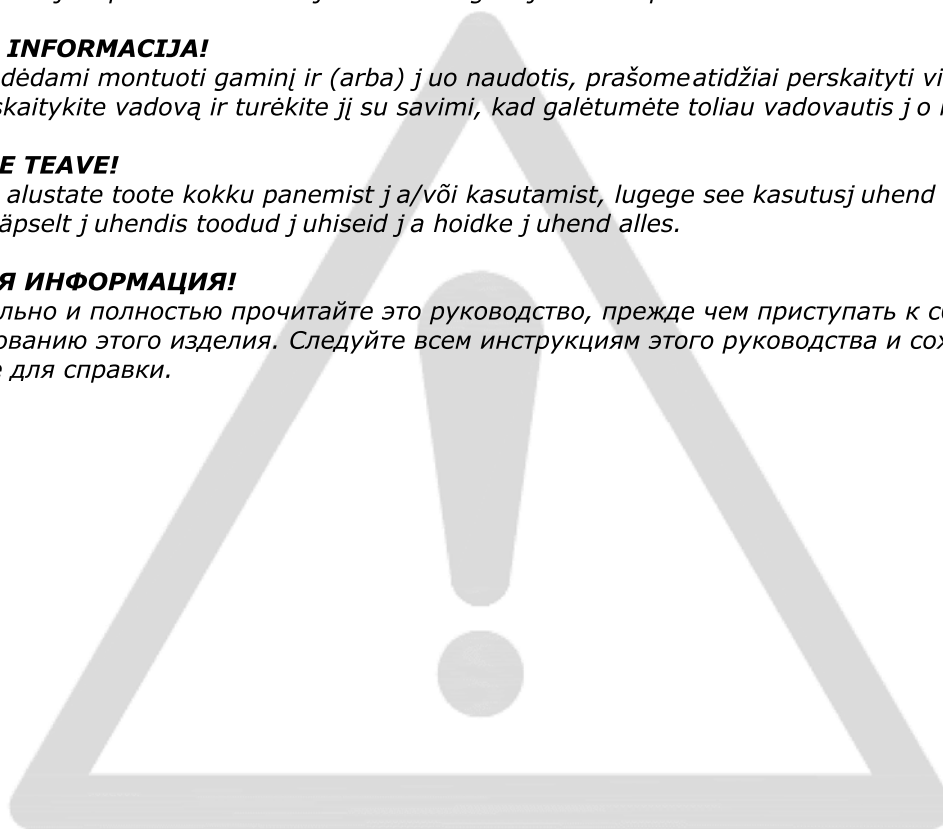 INFORMACIJA!
dėdami montuoti gaminį ir (arba) juo naudotis, prašome atidžiai perskaityti vi
skaitykite vadovą ir turėkite jį su savimi, kad galėtumėte toliau vadovautis jo
E TEAVE!
alustate toote kokku panemist ja/või kasutamist, lugege see kasutusjuhend
äpselt juhendis toodud juhiseid ja hoidke juhend alles.
Я ИНФОРМАЦИЯ!
льно и полностью прочитайте это руководство, прежде чем приступать к с
ованию этого изделия. Следуйте всем инструкциям этого руководства и сох
е для справки.